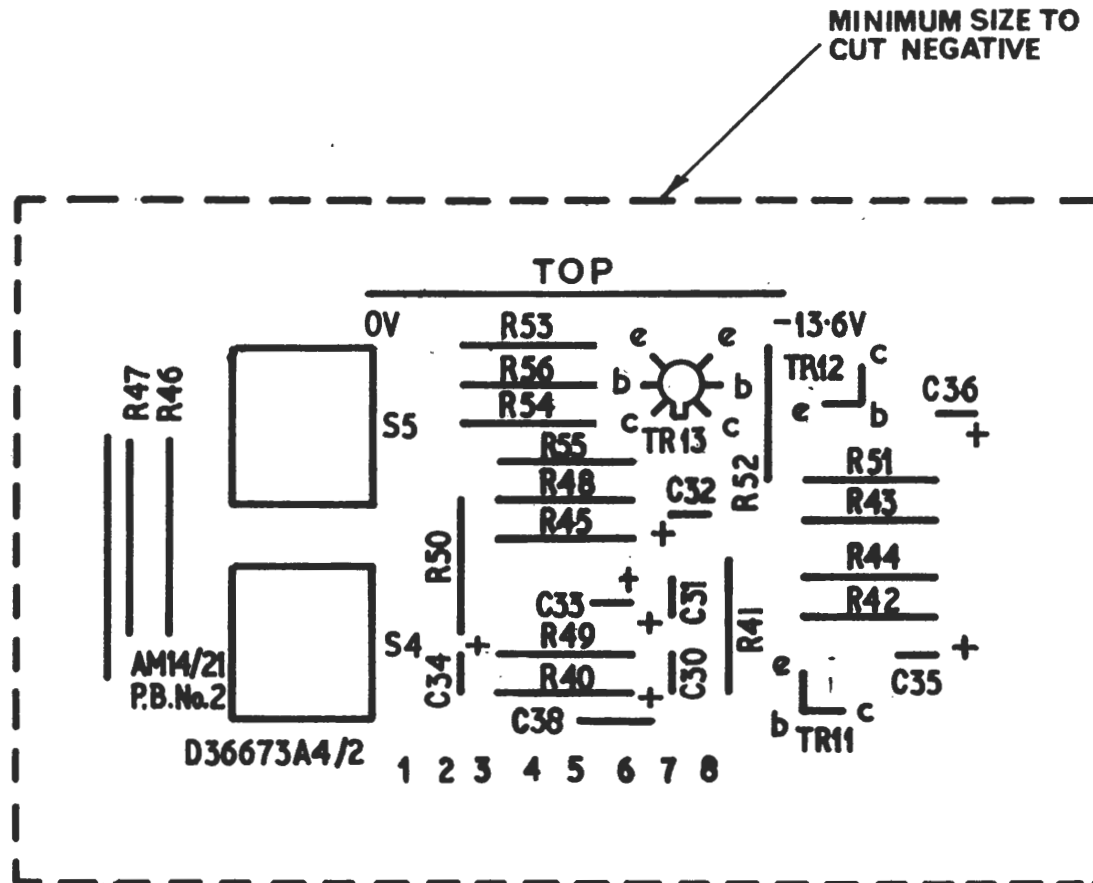 MINIMUM SIZE TO
CUT NEGATIVE
TOP
0V
-13·6V
R53
R56
R54
R55
R48
R45
e
e
b
b
c
c
TR13
TR12
c
e
b
C36
+
R47
R46
S5
R52
C32
+
R51
R43
R44
R42
R50
+
C33
+
C31
R41
R49
R40
S4
+
C34
+
C30
C38
+
C35
e
b
c
TR11
AM14/21
P.B.No.2
D36673A4/2
1 2 3 4 5 6 7 8